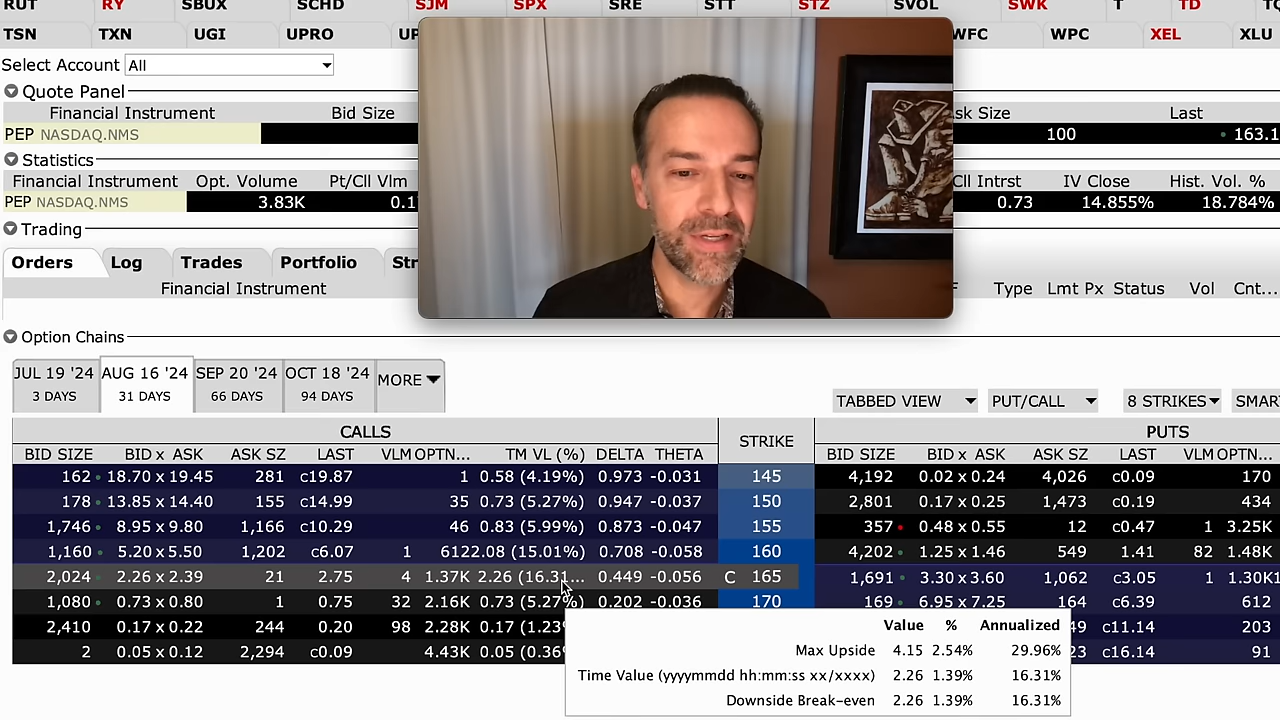 RUT RY SBUX SCHD SJM SPX SRE STT STZ SVOL SWK T TD
TSN TXN UGI UPRO WPC XEL XLU
Select Account All
Quote Panel
Financial Instrument Bid Size Last
PEP NASDAQ.NMS 100 163.1
Statistics
Financial Instrument Opt. Volume Pt/Cll Vlm IV Close Hist. Vol. %
PEP NASDAQ.NMS 3.83K 0.73 14.855% 18.784%
Trading
Orders Log Trades Portfolio
Financial Instrument Type Lmt Px Status Vol Cnt...
Option Chains
JUL 19 '24 AUG 16 '24 SEP 20 '24 OCT 18 '24 MORE
3 DAYS 31 DAYS 66 DAYS 94 DAYS
TABBED VIEW PUT/CALL 8 STRIKES SMAR
CALLS STRIKE PUTS
BID SIZE BID x ASK ASK SZ LAST VLM OPTN... TM VL (%) DELTA THETA BID SIZE BID x ASK ASK SZ LAST VLM OPTN...
162 18.70 x 19.45 281 c19.87 1 0.58 (4.19%) 0.973 -0.031 145 4,192 0.02 x 0.24 4,026 c0.09 170
178 13.85 x 14.40 155 c14.99 35 0.73 (5.27%) 0.947 -0.037 150 2,801 0.17 x 0.25 1,473 c0.19 434
1,746 8.95 x 9.80 1,166 c10.29 46 0.83 (5.99%) 0.873 -0.047 155 357 0.48 x 0.55 12 c0.47 1 3.25K
1,160 5.20 x 5.50 1,202 c6.07 1 6122.08 (15.01%) 0.708 -0.058 160 4,202 1.25 x 1.46 549 1.41 82 1.48K
2,024 2.26 x 2.39 21 2.75 4 1.37K 2.26 (16.31... 0.449 -0.056 C 165 1,691 3.30 x 3.60 1,062 c3.05 1 1.30K1
1,080 0.73 x 0.80 1 0.75 32 2.16K 0.73 (5.27%) 0.202 -0.036 170 169 6.95 x 7.25 164 c6.39 612
2,410 0.17 x 0.22 244 0.20 98 2.28K 0.17 (1.23 c11.14 203
2 0.05 x 0.12 2,294 c0.09 4.43K 0.05 (0.36 c16.14 91
Value % Annualized
Max Upside 4.15 2.54% 29.96%
Time Value (yyyymmdd hh:mm:ss xx/xxxx) 2.26 1.39% 16.31%
Downside Break-even 2.26 1.39% 16.31%